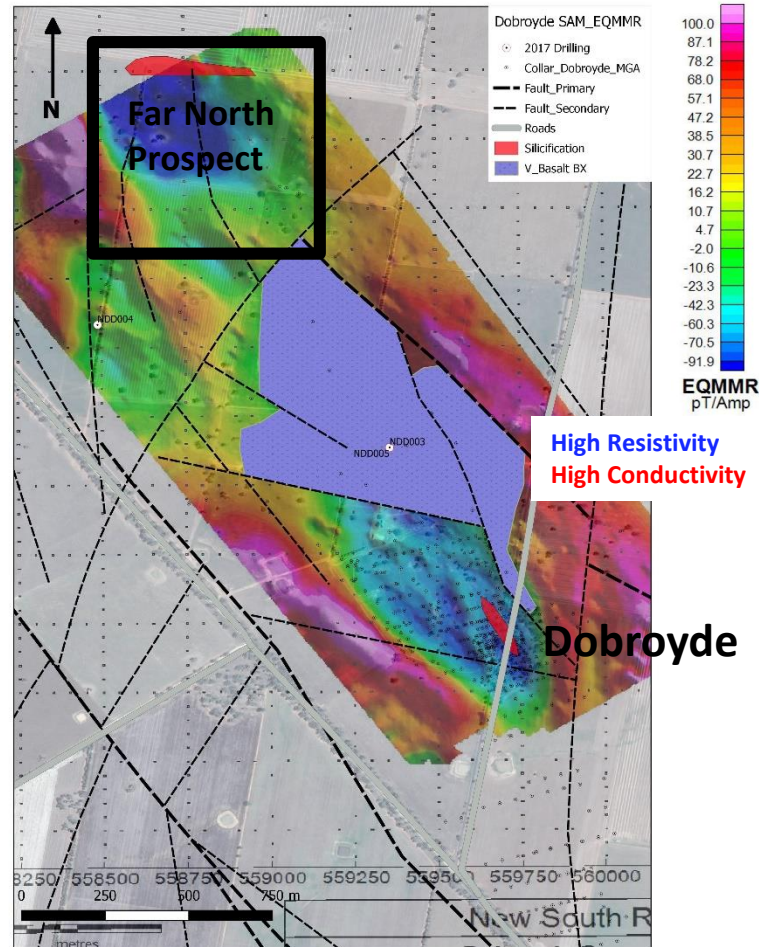 N
Far North
Prospect
Dobroyde SAM_EQMMR
2017 Drilling
Collar_Dobroyde_MGA
Fault_Primary
Fault_Secondary
Roads
Silicification
V_Basalt BX
100.0
87.1
78.2
68.0
57.1
47.2
38.5
30.7
22.7
16.2
10.7
4.7
-2.0
-10.6
-23.3
-42.3
-60.3
-70.5
-91.9
EQMMR
pT/Amp
NDD004
NDD003
NDD005
High Resistivity
High Conductivity
Dobroyde
8250 558500 558750 559000 559250 559500 559750 560000
0 250 500 750 m
New South R
metres